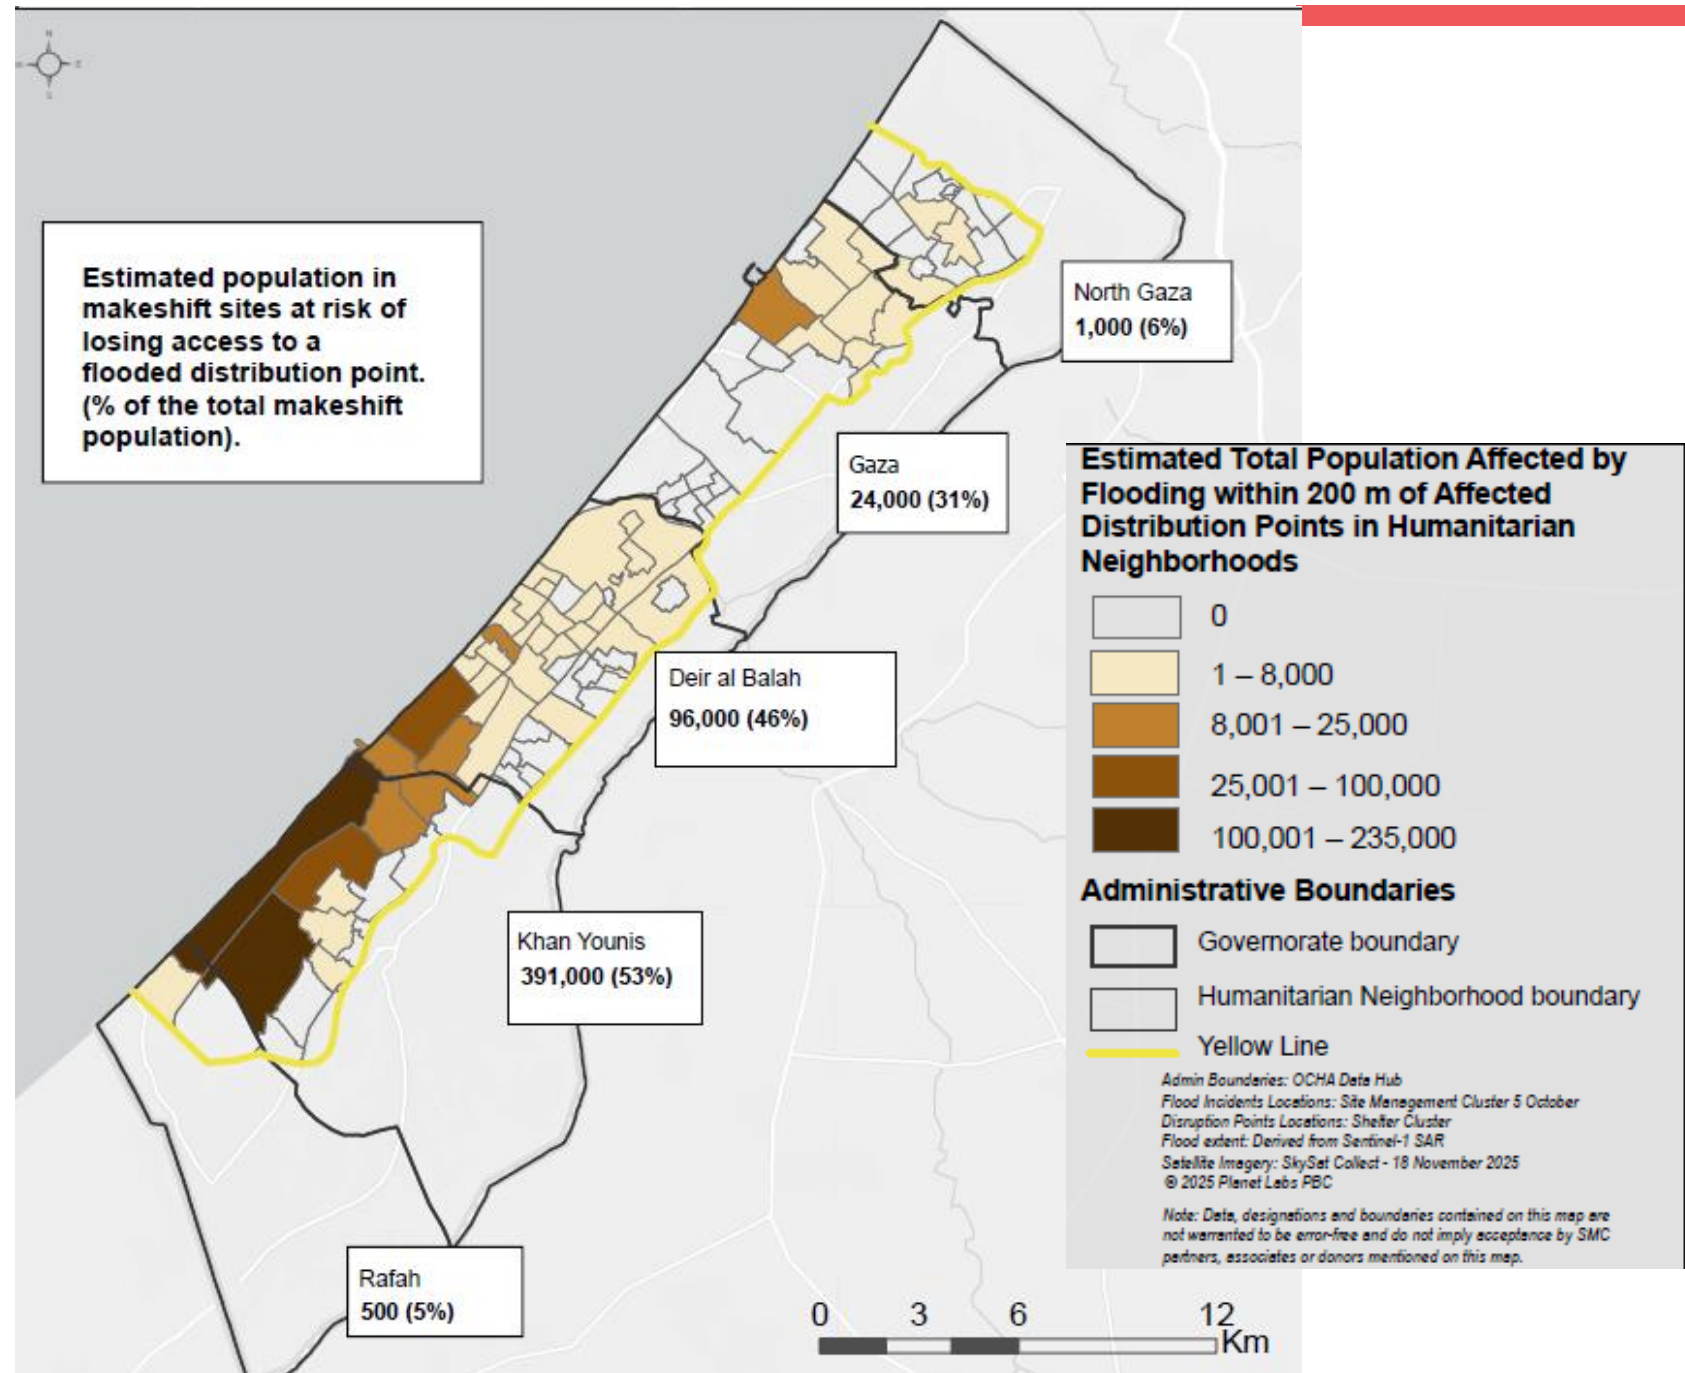 N
E
S
Estimated population in
makeshift sites at risk of
losing access to a
flooded distribution point.
(% of the total makeshift
population).
North Gaza
1,000 (6%)
Gaza
24,000 (31%)
Deir al Balah
96,000 (46%)
Khan Younis
391,000 (53%)
Rafah
500 (5%)
0 3 6 12
Km
Estimated Total Population Affected by
Flooding within 200 m of Affected
Distribution Points in Humanitarian
Neighborhoods
0
1 – 8,000
8,001 – 25,000
25,001 – 100,000
100,001 – 235,000
Administrative Boundaries
Governorate boundary
Humanitarian Neighborhood boundary
Yellow Line
Admin Boundaries: OCHA Data Hub
Flood Incidents Locations: Site Management Cluster 5 October
Disruption Points Locations: Shelter Cluster
Flood extent: Derived from Sentinel-1 SAR
Satellite Imagery: SkySat Collect - 18 November 2025
© 2025 Planet Labs PBC
Note: Data, designations and boundaries contained on this map are
not warranted to be error-free and do not imply acceptance by SMC
partners, associates or donors mentioned on this map.